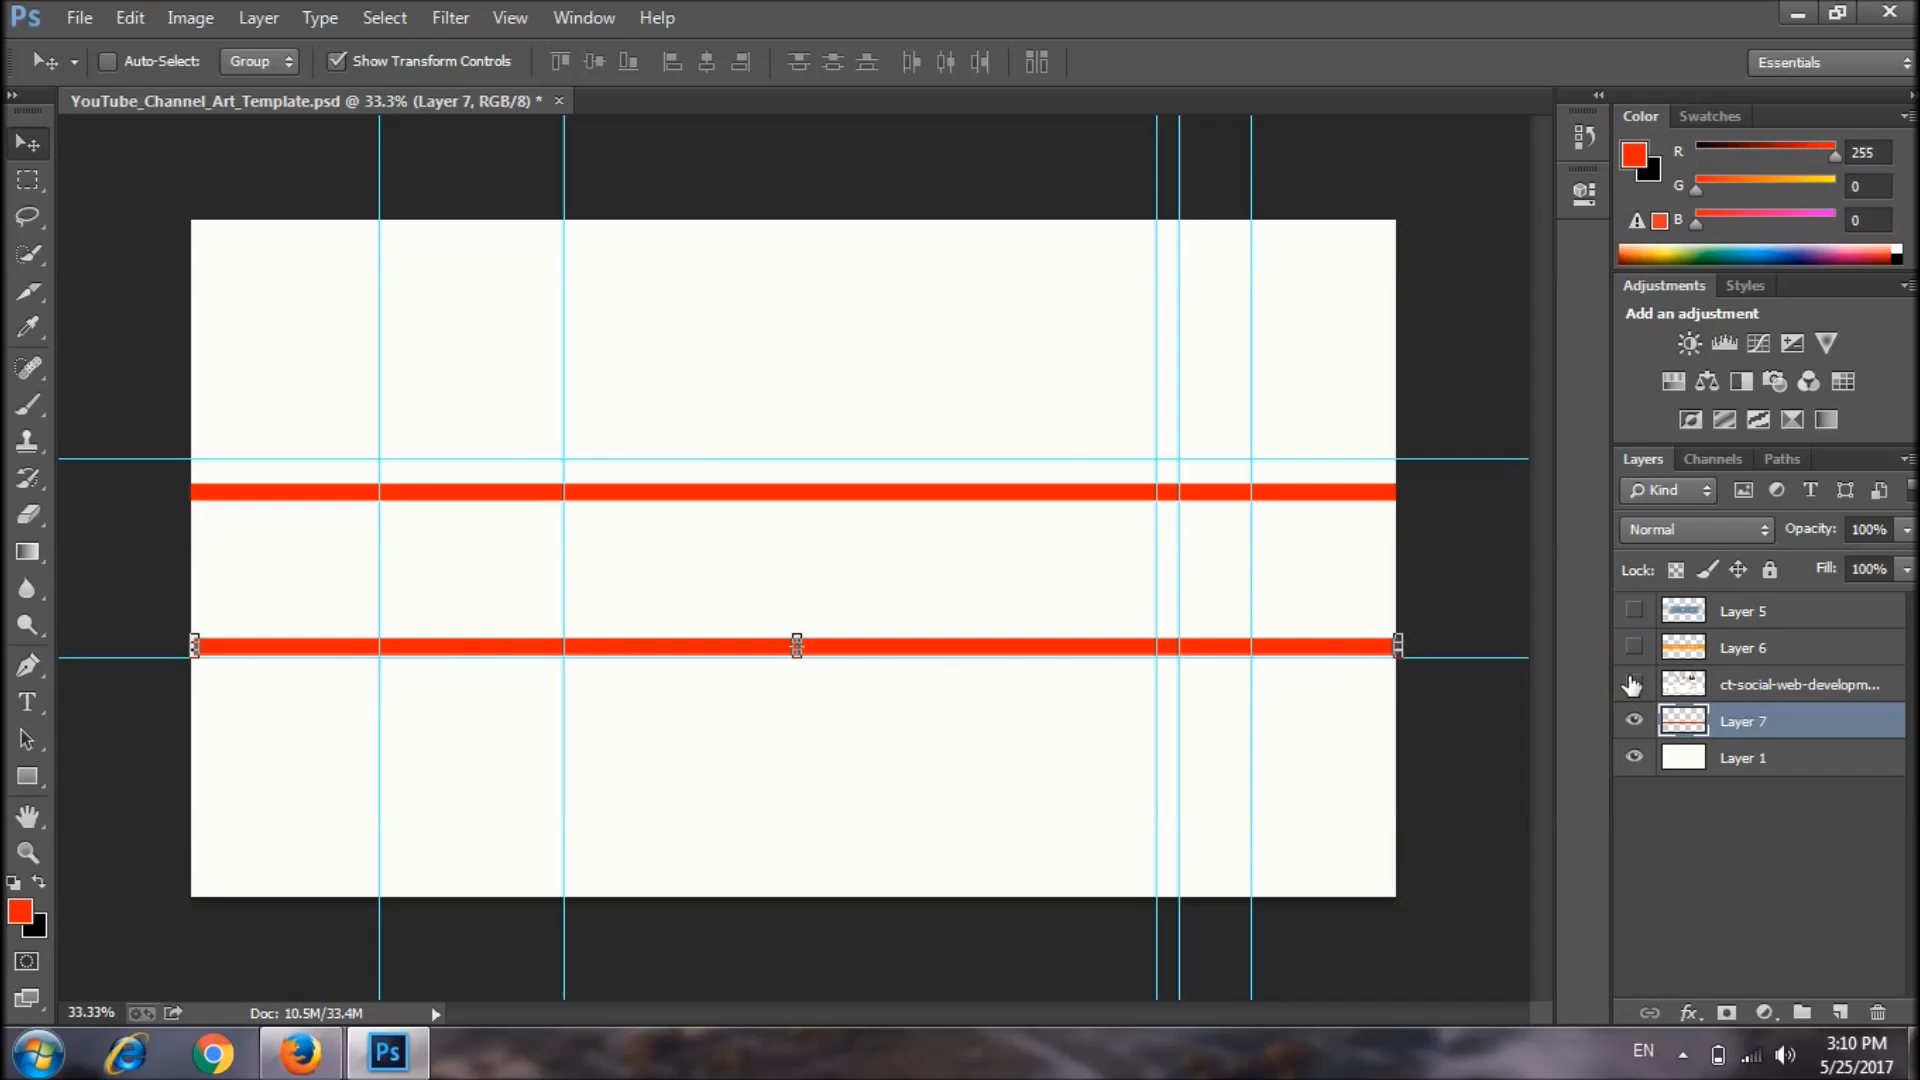 Ps File Edit Image Layer Type Select Filter View Window Help
Auto-Select: Group Show Transform Controls Essentials
YouTube_Channel_Art_Template.psd @ 33.3% (Layer 7, RGB/8) *
Color Swatches
R 255
G 0
B 0
Adjustments Styles
Add an adjustment
Layers Channels Paths
Kind T
Normal Opacity: 100%
Lock: Fill: 100%
Layer 5
Layer 6
ct-social-web-developm...
Layer 7
Layer 1
T
33.33% Doc: 10.5M/33.4M
fx
Ps EN 3:10 PM
5/25/2017